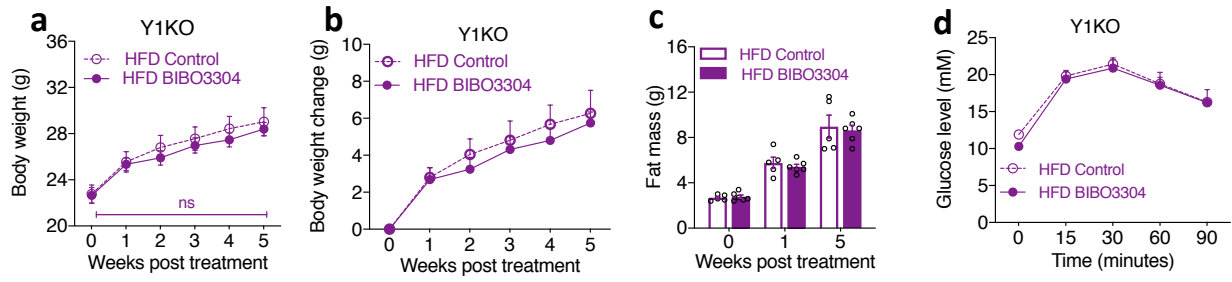 a
Y1KO
HFD Control
HFD BIBO3304
Body weight (g)
36
32
28
24
20
ns
0 1 2 3 4 5
Weeks post treatment
b
Y1KO
HFD Control
HFD BIBO3304
Body weight change (g)
10
8
6
4
2
0
0 1 2 3 4 5
Weeks post treatment
c
HFD Control
HFD BIBO3304
Fat mass (g)
16
12
8
4
0
0 1 5
Weeks post treatment
d
Y1KO
HFD Control
HFD BIBO3304
Glucose level (mM)
25
20
15
10
5
0
0 15 30 60 90
Time (minutes)